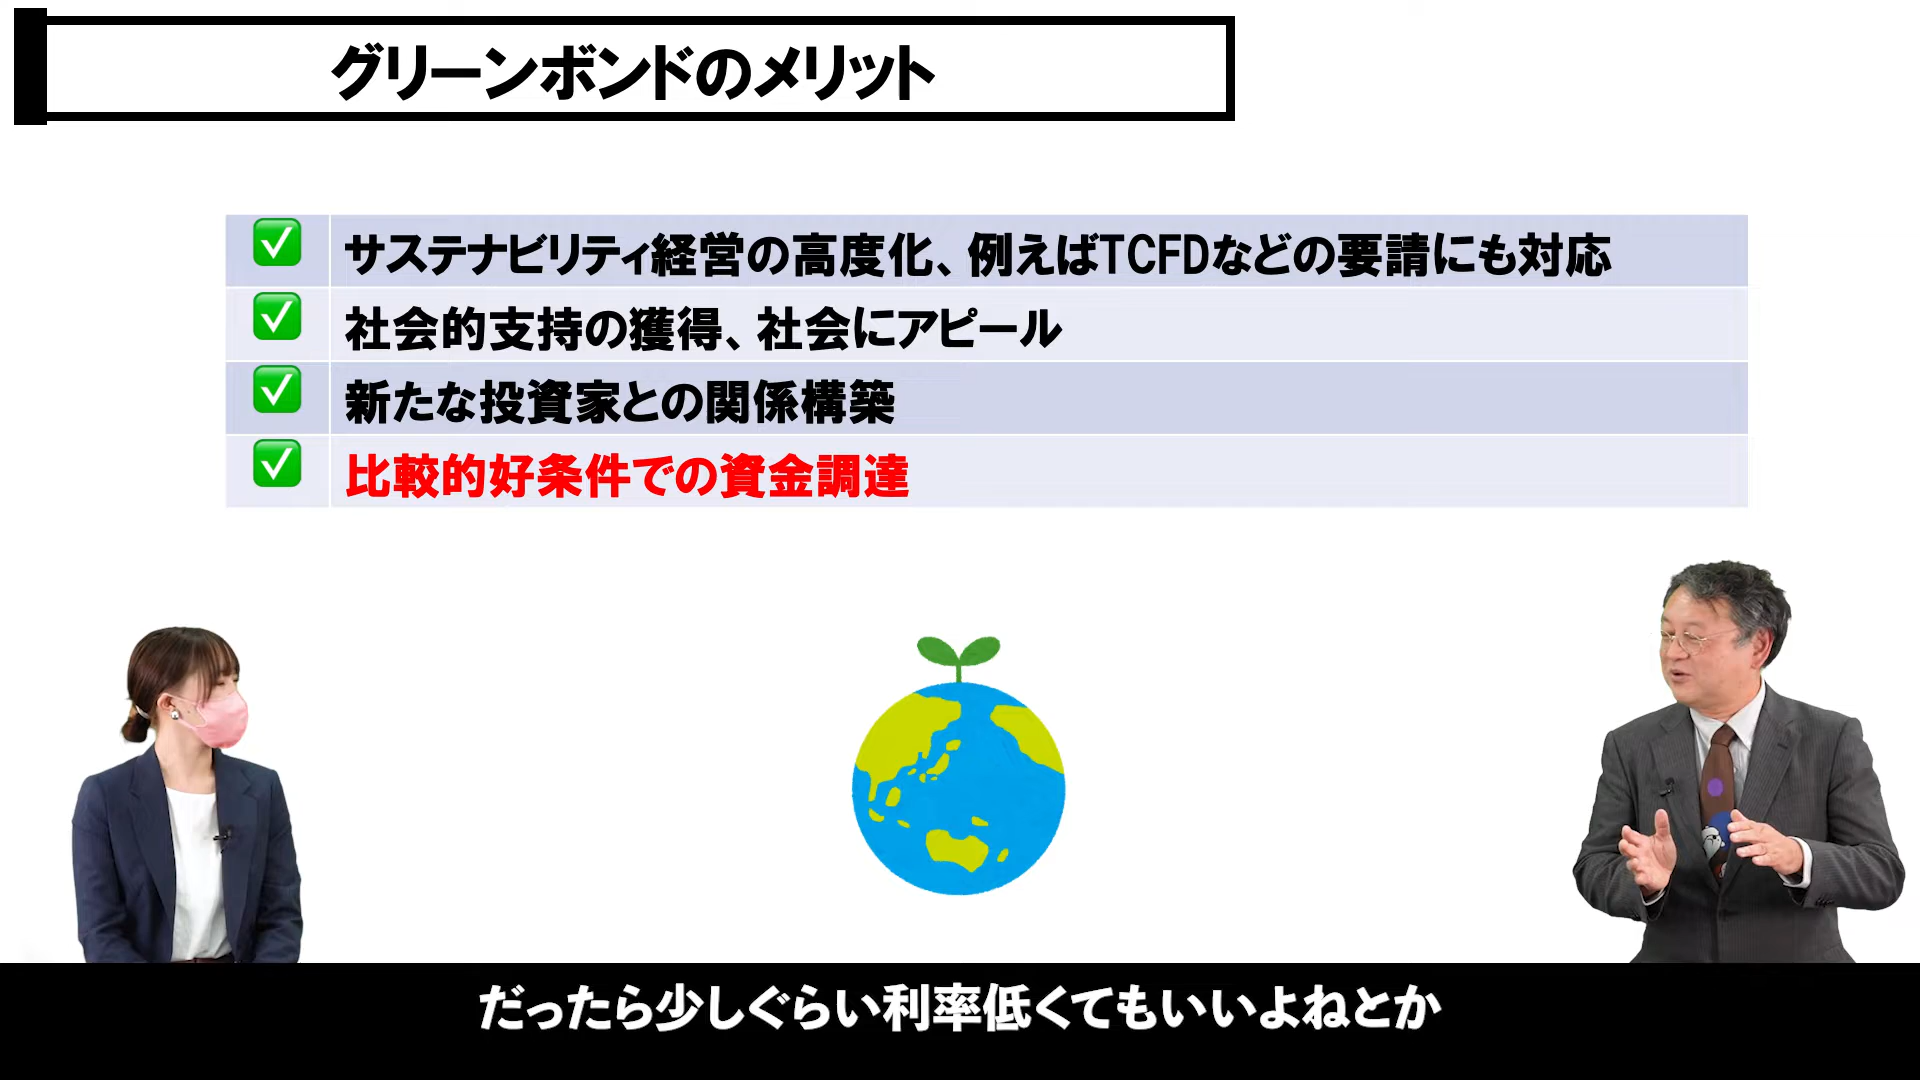 グリーンボンドのメリット
サステナビリティ経営の高度化、例えばTCFDなどの要請にも対応
社会的支持の獲得、社会にアピール
新たな投資家との関係構築
比較的好条件での資金調達
だったら少しぐらい利率低くてもいいよねとか